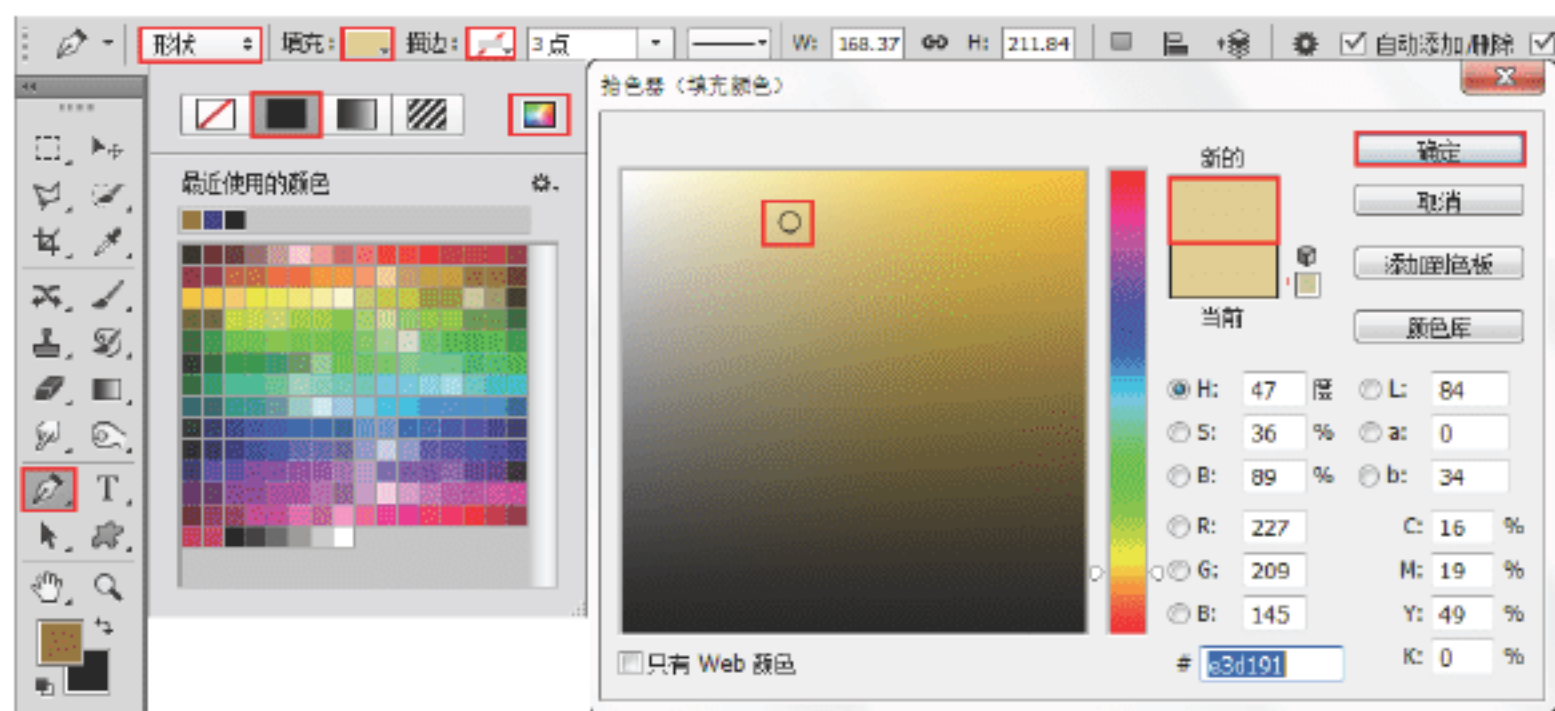 形状 填充: 描边: 3点 W: 168.37 H: 211.84 自动添加/删除
拾色器（填充颜色）
最近使用的颜色
新的
当前
确定
取消
添加到色板
颜色库
H: 47 度 L: 84
S: 36 % a: 0
B: 89 % b: 34
R: 227 C: 16 %
G: 209 M: 19 %
B: 145 Y: 49 %
# e3d191 K: 0 %
只有 Web 颜色
T